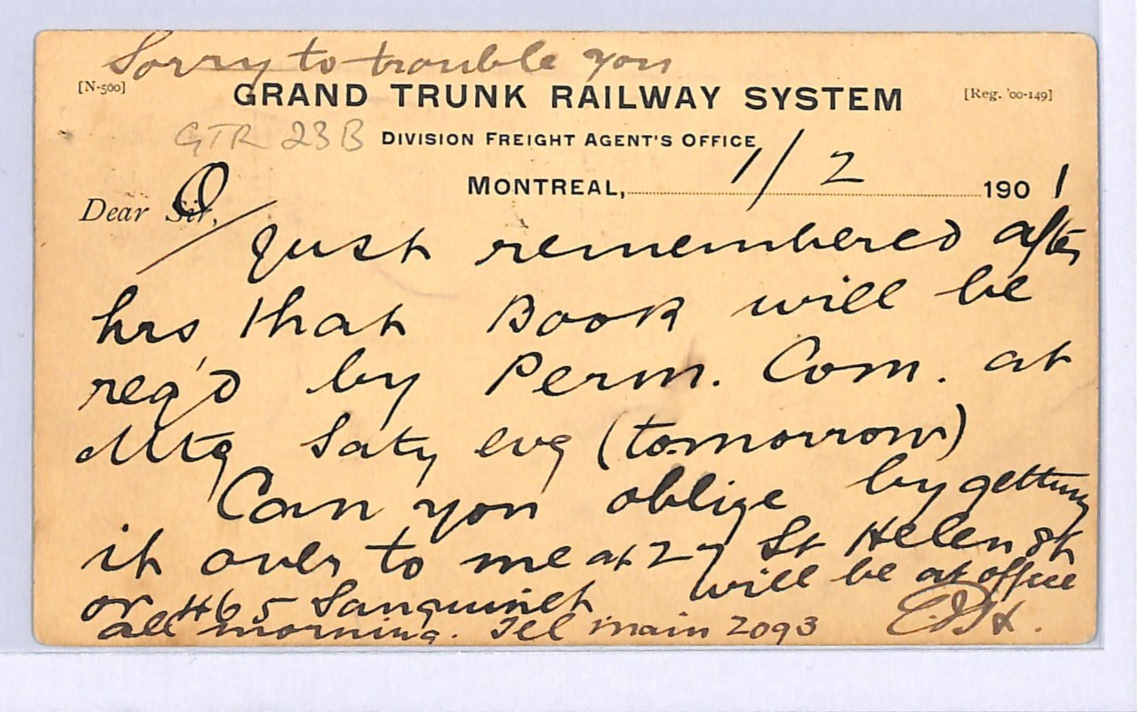 Sorry to trouble you
[N-560] GRAND TRUNK RAILWAY SYSTEM [Reg. '00-149]
GTR 23B DIVISION FREIGHT AGENT'S OFFICE
MONTREAL, 1/2 1901
Dear Sir,
Just remembered after
hrs that Book will be
req'd by Perm. Com. at
Mtg Saty evg (tomorrow)
Can you oblige by getting
it over to me at 27 St Helen St
or 465 Sanguinet will be at office
all morning. Tel Main 2093